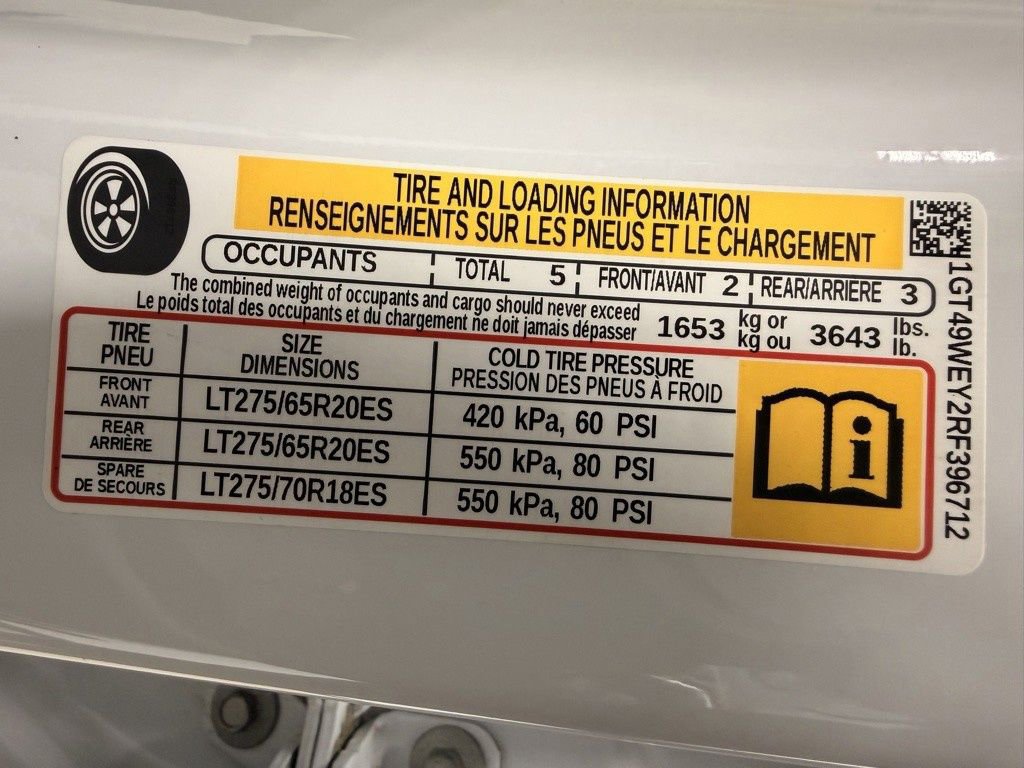 TIRE AND LOADING INFORMATION
RENSEIGNEMENTS SUR LES PNEUS ET LE CHARGEMENT
OCCUPANTS TOTAL 5 FRONT/AVANT 2 REAR/ARRIERE 3
The combined weight of occupants and cargo should never exceed
Le poids total des occupants et du chargement ne doit jamais dépasser
1653 kg or 3643 lbs.
kg ou lb.
TIRE SIZE COLD TIRE PRESSURE
PNEU DIMENSIONS PRESSION DES PNEUS À FROID
FRONT
AVANT LT275/65R20ES 420 kPa, 60 PSI
REAR
ARRIÈRE LT275/65R20ES 550 kPa, 80 PSI
SPARE
DE SECOURS LT275/70R18ES 550 kPa, 80 PSI
1GT49WEY2RF396712